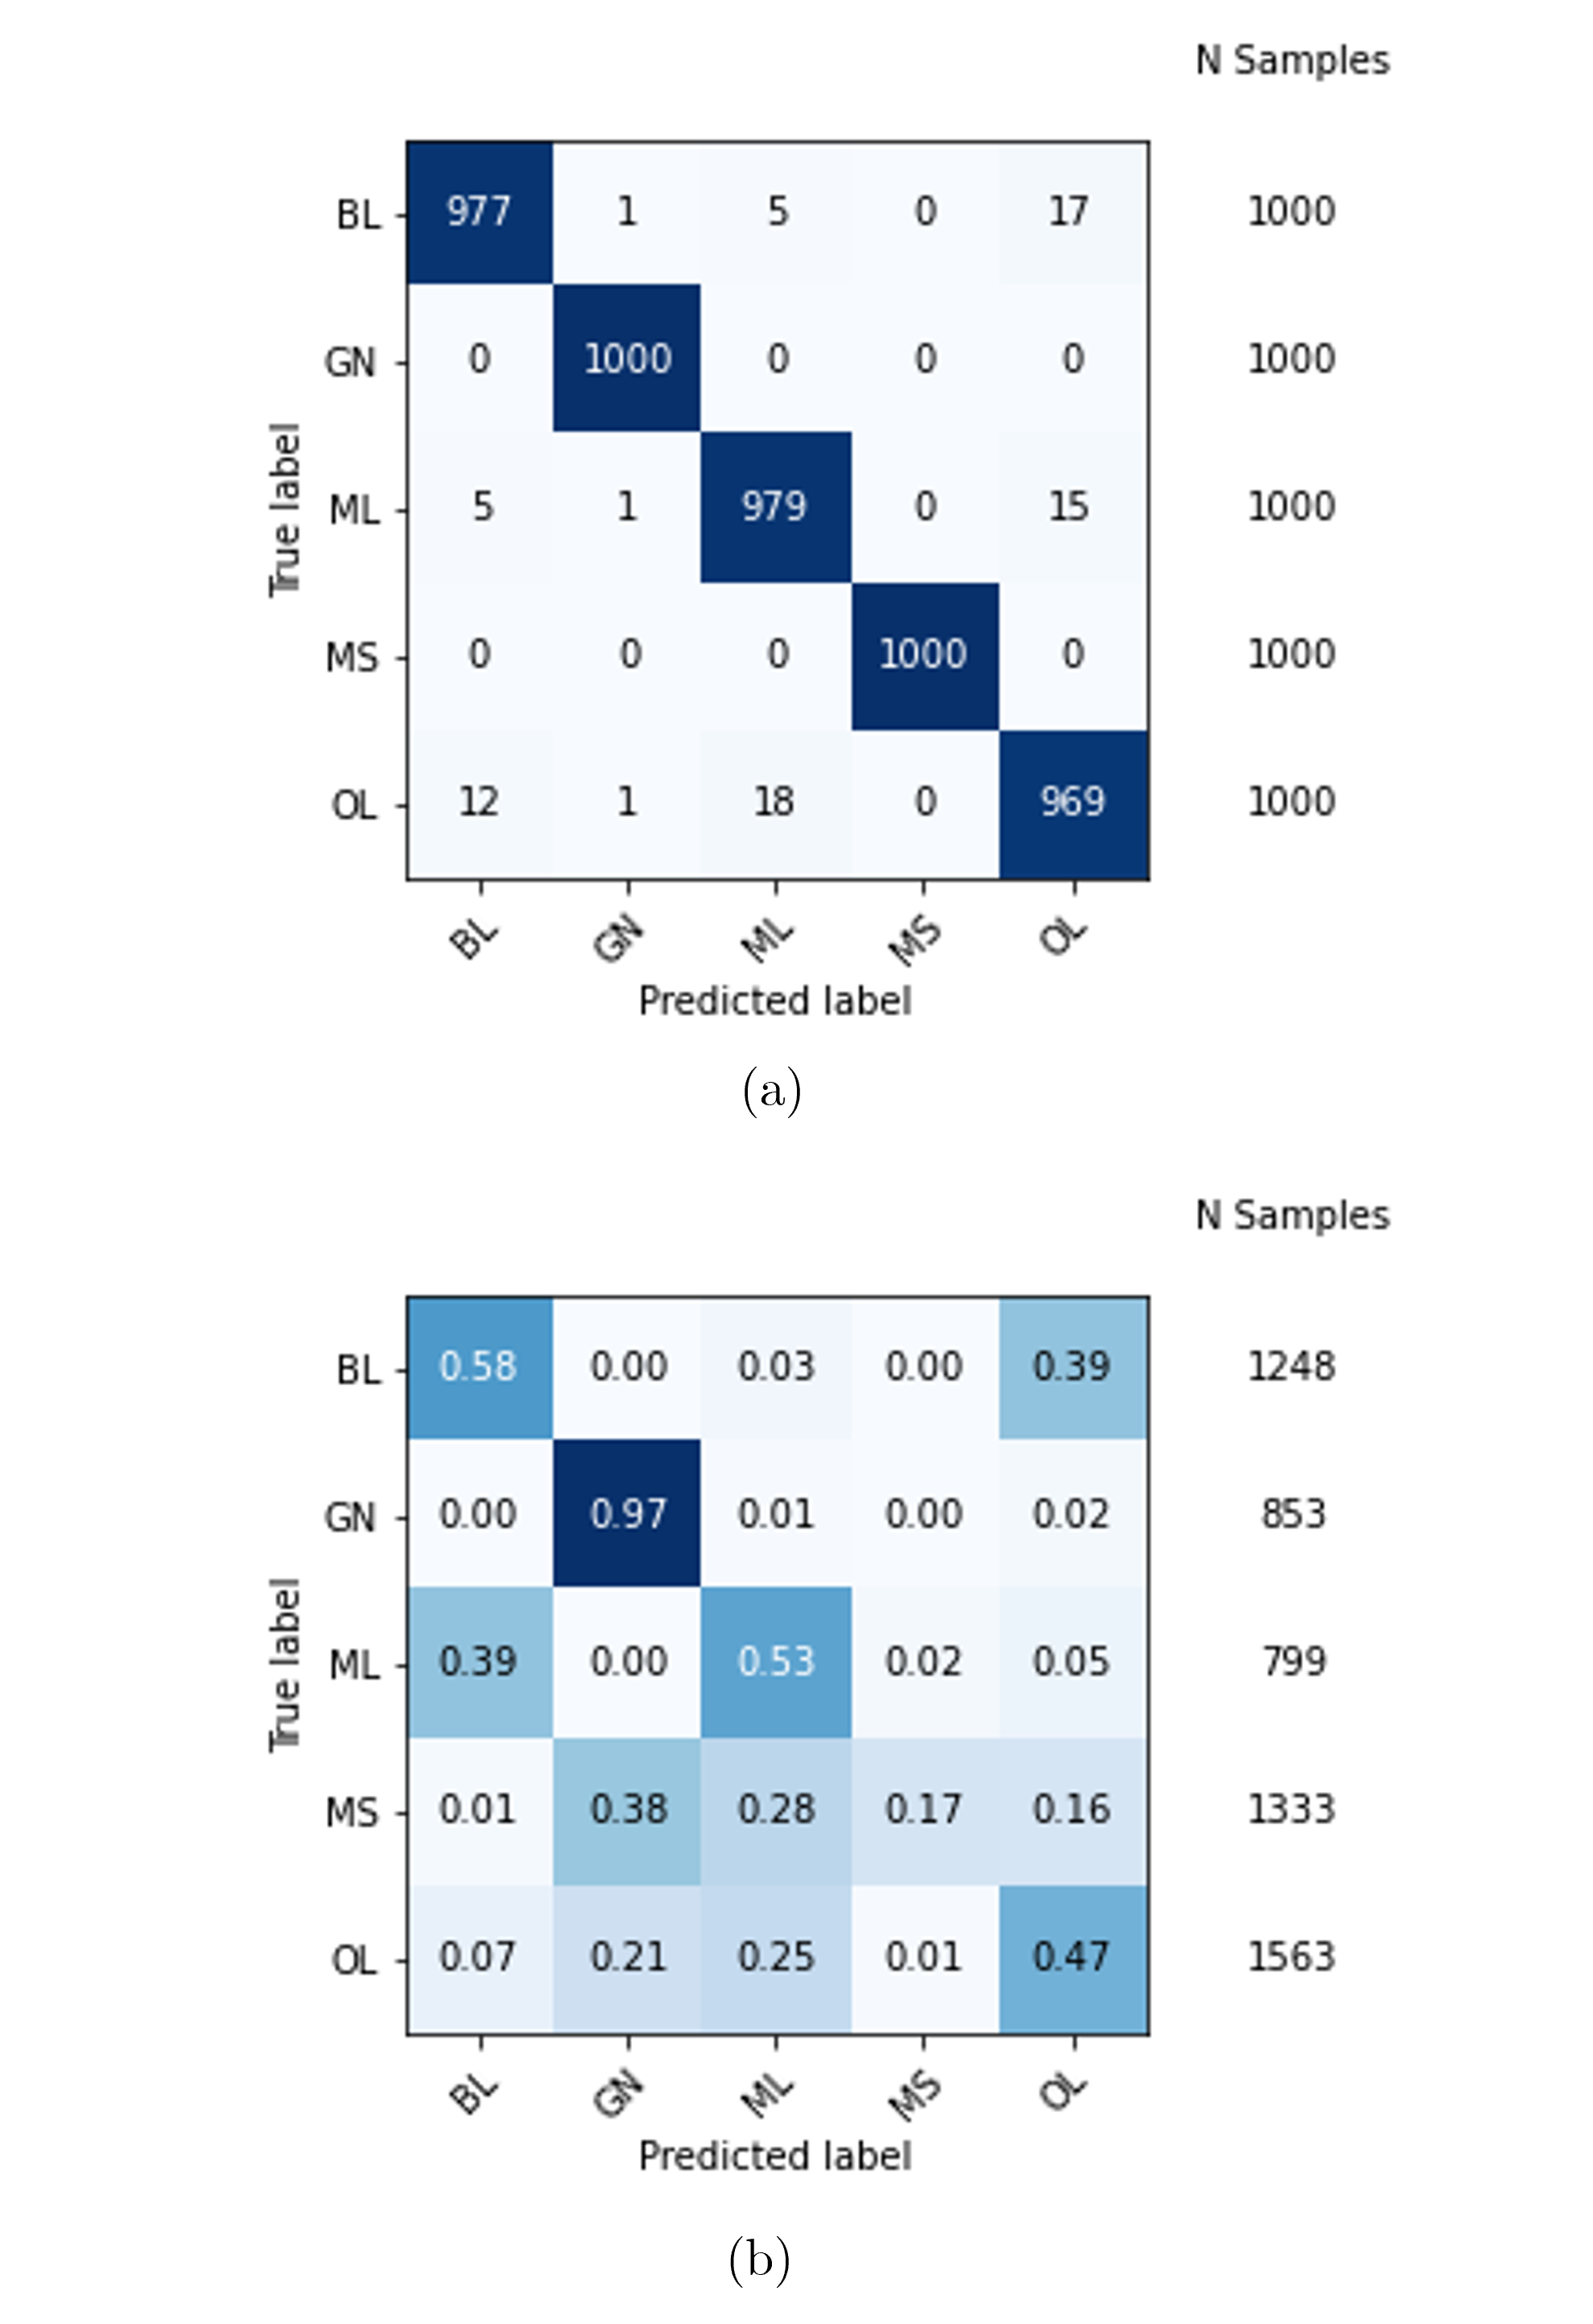 N Samples
BL 977 1 5 0 17 1000
GN 0 1000 0 0 0 1000
ML 5 1 979 0 15 1000
MS 0 0 0 1000 0 1000
OL 12 1 18 0 969 1000
True label
BL GN ML MS OL
Predicted label
(a)
N Samples
BL 0.58 0.00 0.03 0.00 0.39 1248
GN 0.00 0.97 0.01 0.00 0.02 853
ML 0.39 0.00 0.53 0.02 0.05 799
MS 0.01 0.38 0.28 0.17 0.16 1333
OL 0.07 0.21 0.25 0.01 0.47 1563
True label
BL GN ML MS OL
Predicted label
(b)